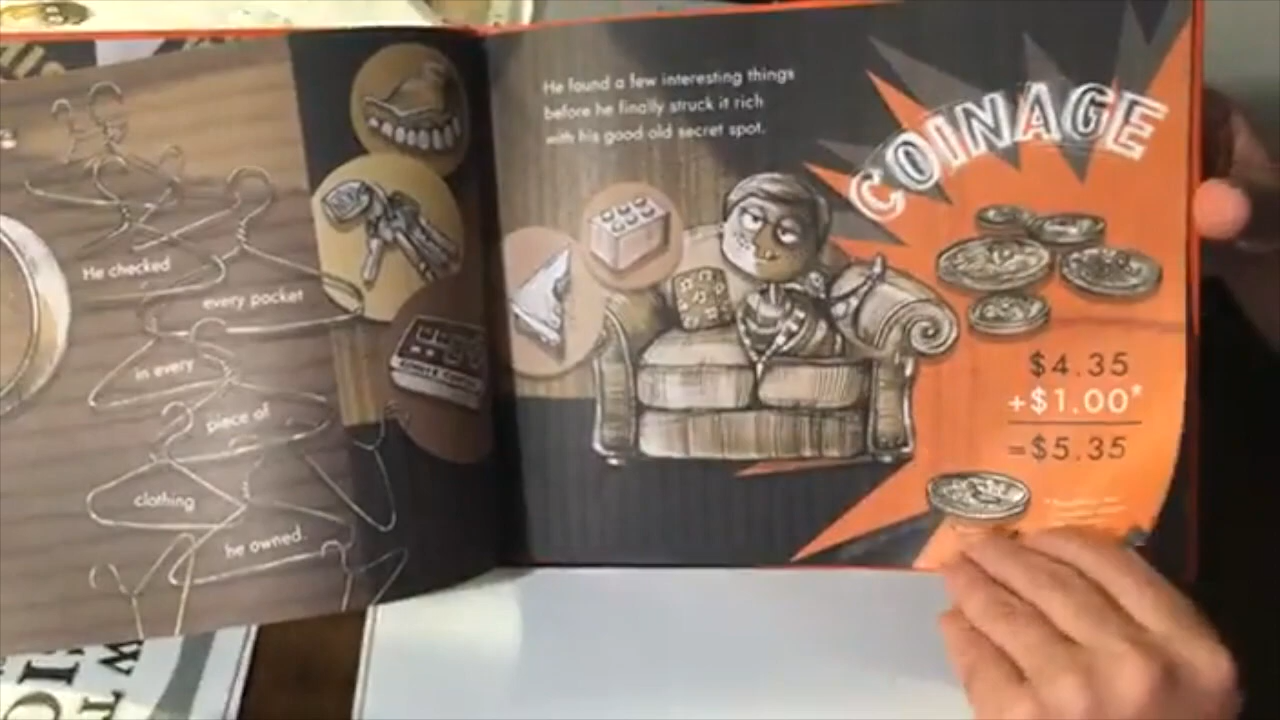 He checked
every pocket
in every
piece of
clothing
he owned.
He found a few interesting things
before he finally struck it rich
with his good old secret spot.
COINAGE
$4.35
+$1.00*
=$5.35